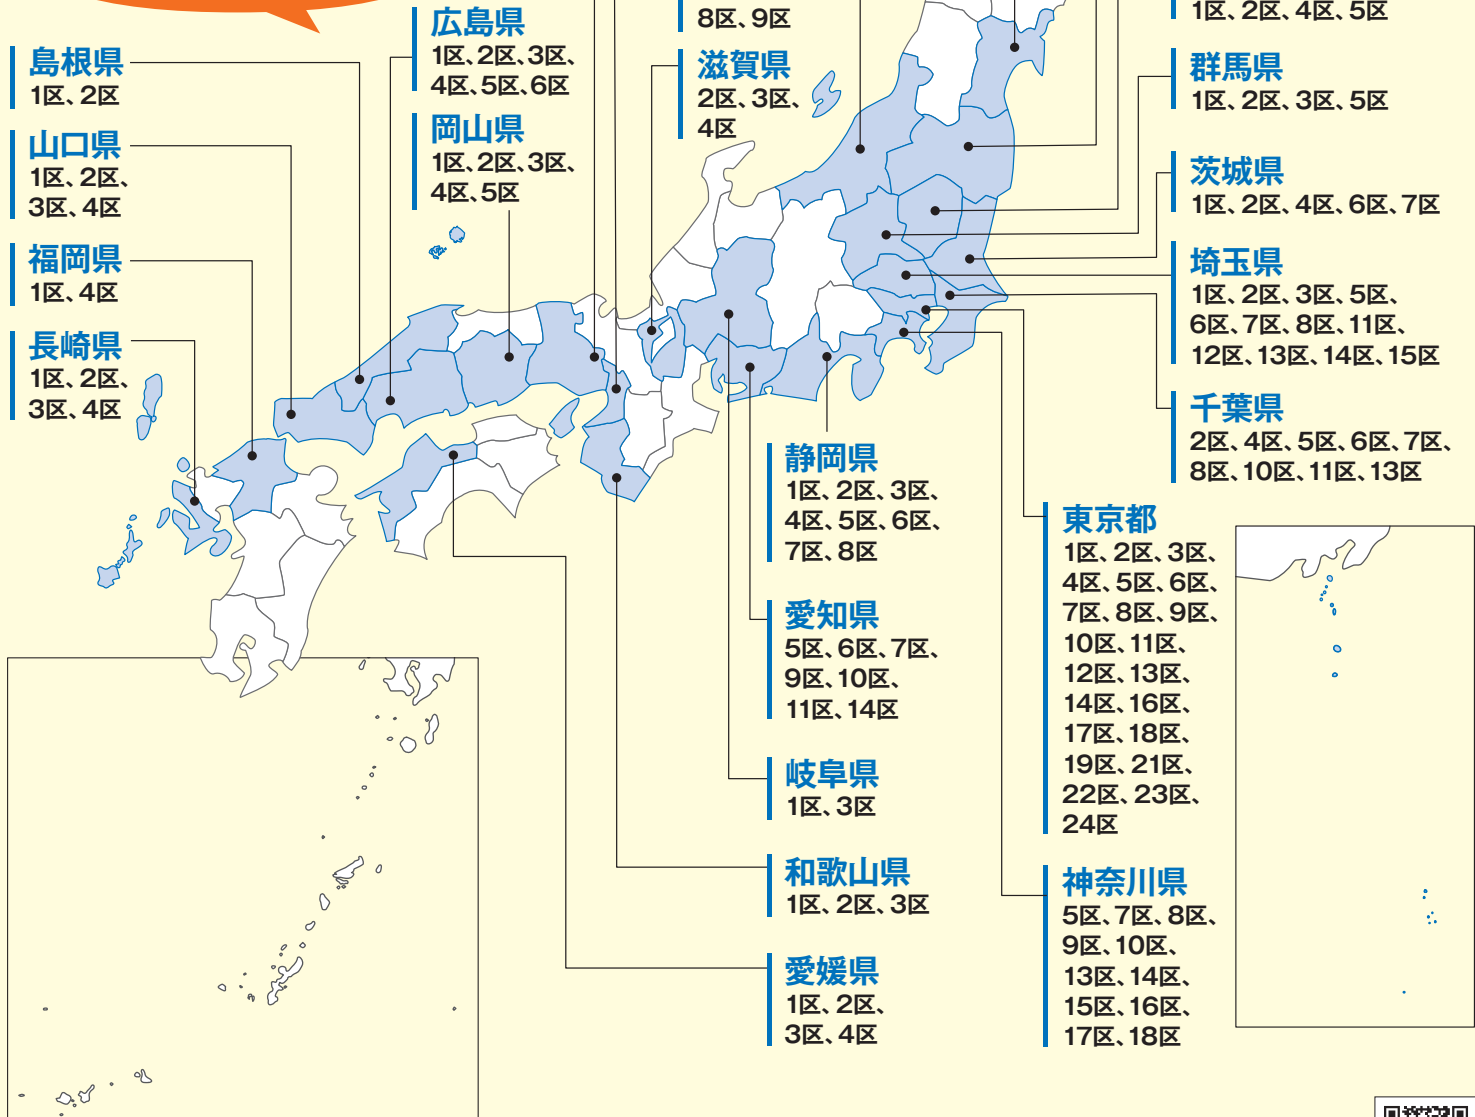 広島県
1区、2区、3区、
4区、5区、6区
8区、9区
1区、2区、4区、5区
島根県
1区、2区
滋賀県
2区、3区、
4区
群馬県
1区、2区、3区、5区
山口県
1区、2区、
3区、4区
岡山県
1区、2区、3区、
4区、5区
茨城県
1区、2区、4区、6区、7区
福岡県
1区、4区
埼玉県
1区、2区、3区、5区、
6区、7区、8区、11区、
12区、13区、14区、15区
長崎県
1区、2区、
3区、4区
千葉県
2区、4区、5区、6区、7区、
8区、10区、11区、13区
静岡県
1区、2区、3区、
4区、5区、6区、
7区、8区
東京都
1区、2区、3区、
4区、5区、6区、
7区、8区、9区、
10区、11区、
12区、13区、
14区、16区、
17区、18区、
19区、21区、
22区、23区、
24区
愛知県
5区、6区、7区、
9区、10区、
11区、14区
岐阜県
1区、3区
和歌山県
1区、2区、3区
神奈川県
5区、7区、8区、
9区、10区、
13区、14区、
15区、16区、
17区、18区
愛媛県
1区、2区、
3区、4区